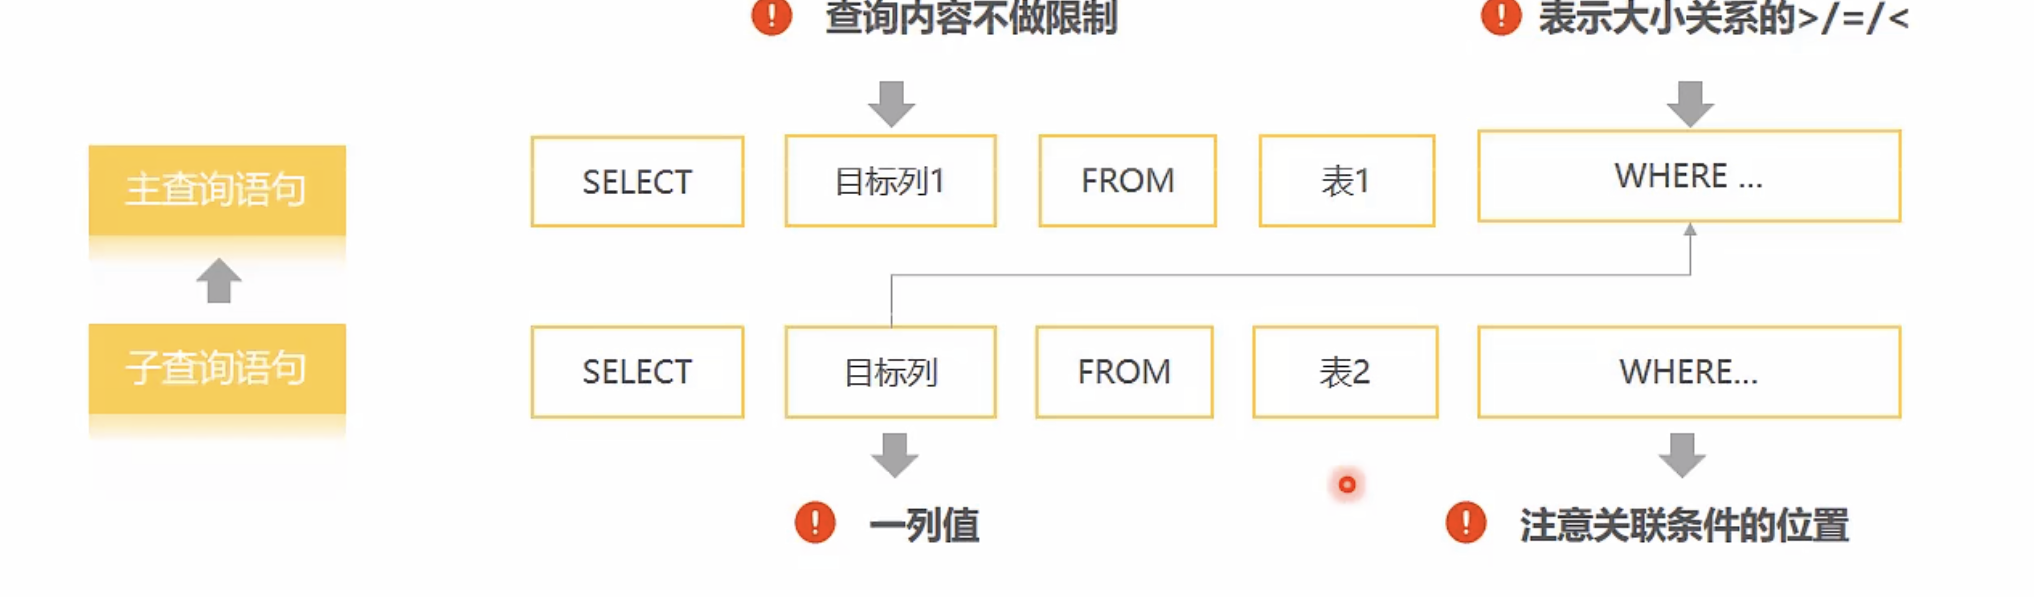 查询内容不做限制
表示大小关系的>/=/<
主查询语句
SELECT
目标列1
FROM
表1
WHERE ...
子查询语句
SELECT
目标列
FROM
表2
WHERE...
一列值
注意关联条件的位置